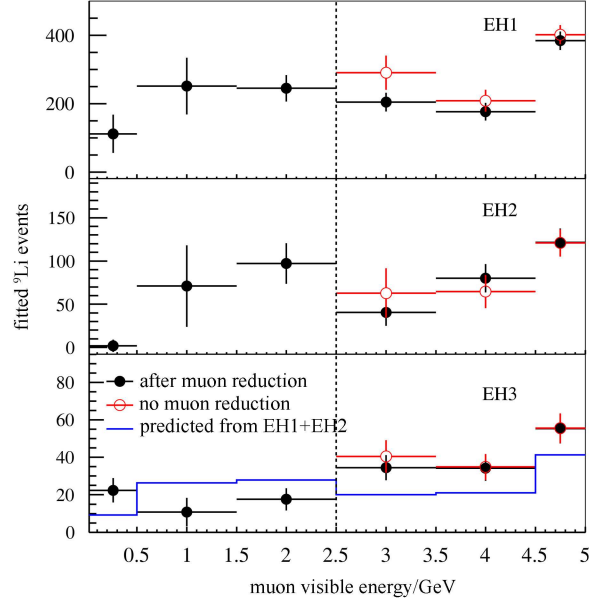 EH1
400
200
0
EH2
150
100
50
0
EH3
80
60
40
20
0
after muon reduction
no muon reduction
predicted from EH1+EH2
0.5 1 1.5 2 2.5 3 3.5 4 4.5 5
muon visible energy/GeV
fitted ⁹Li events